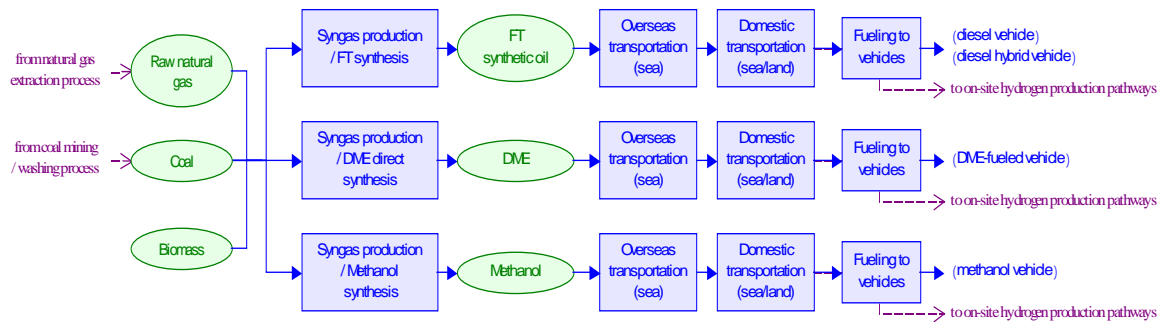 from natural gas
extraction process
Raw natural
gas
from coal mining
/ washing process
Coal
Biomass
Syngas production
/ FT synthesis
FT
synthetic oil
Overseas
transportation
(sea)
Domestic
transportation
(sea/land)
Fueling to
vehicles
(diesel vehicle)
(diesel hybrid vehicle)
to on-site hydrogen production pathways
Syngas production
/ DME direct
synthesis
DME
Overseas
transportation
(sea)
Domestic
transportation
(sea/land)
Fueling to
vehicles
(DME-fueled vehicle)
to on-site hydrogen production pathways
Syngas production
/ Methanol
synthesis
Methanol
Overseas
transportation
(sea)
Domestic
transportation
(sea/land)
Fueling to
vehicles
(methanol vehicle)
to on-site hydrogen production pathways